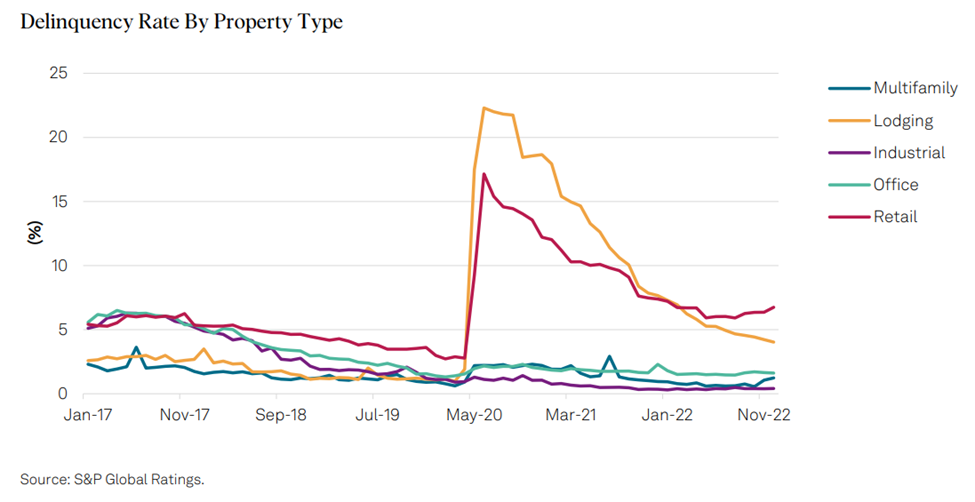 Delinquency Rate By Property Type
25
20
15
10
5
0
(%)
Jan-17 Nov-17 Sep-18 Jul-19 May-20 Mar-21 Jan-22 Nov-22
Multifamily
Lodging
Industrial
Office
Retail
Source: S&P Global Ratings.